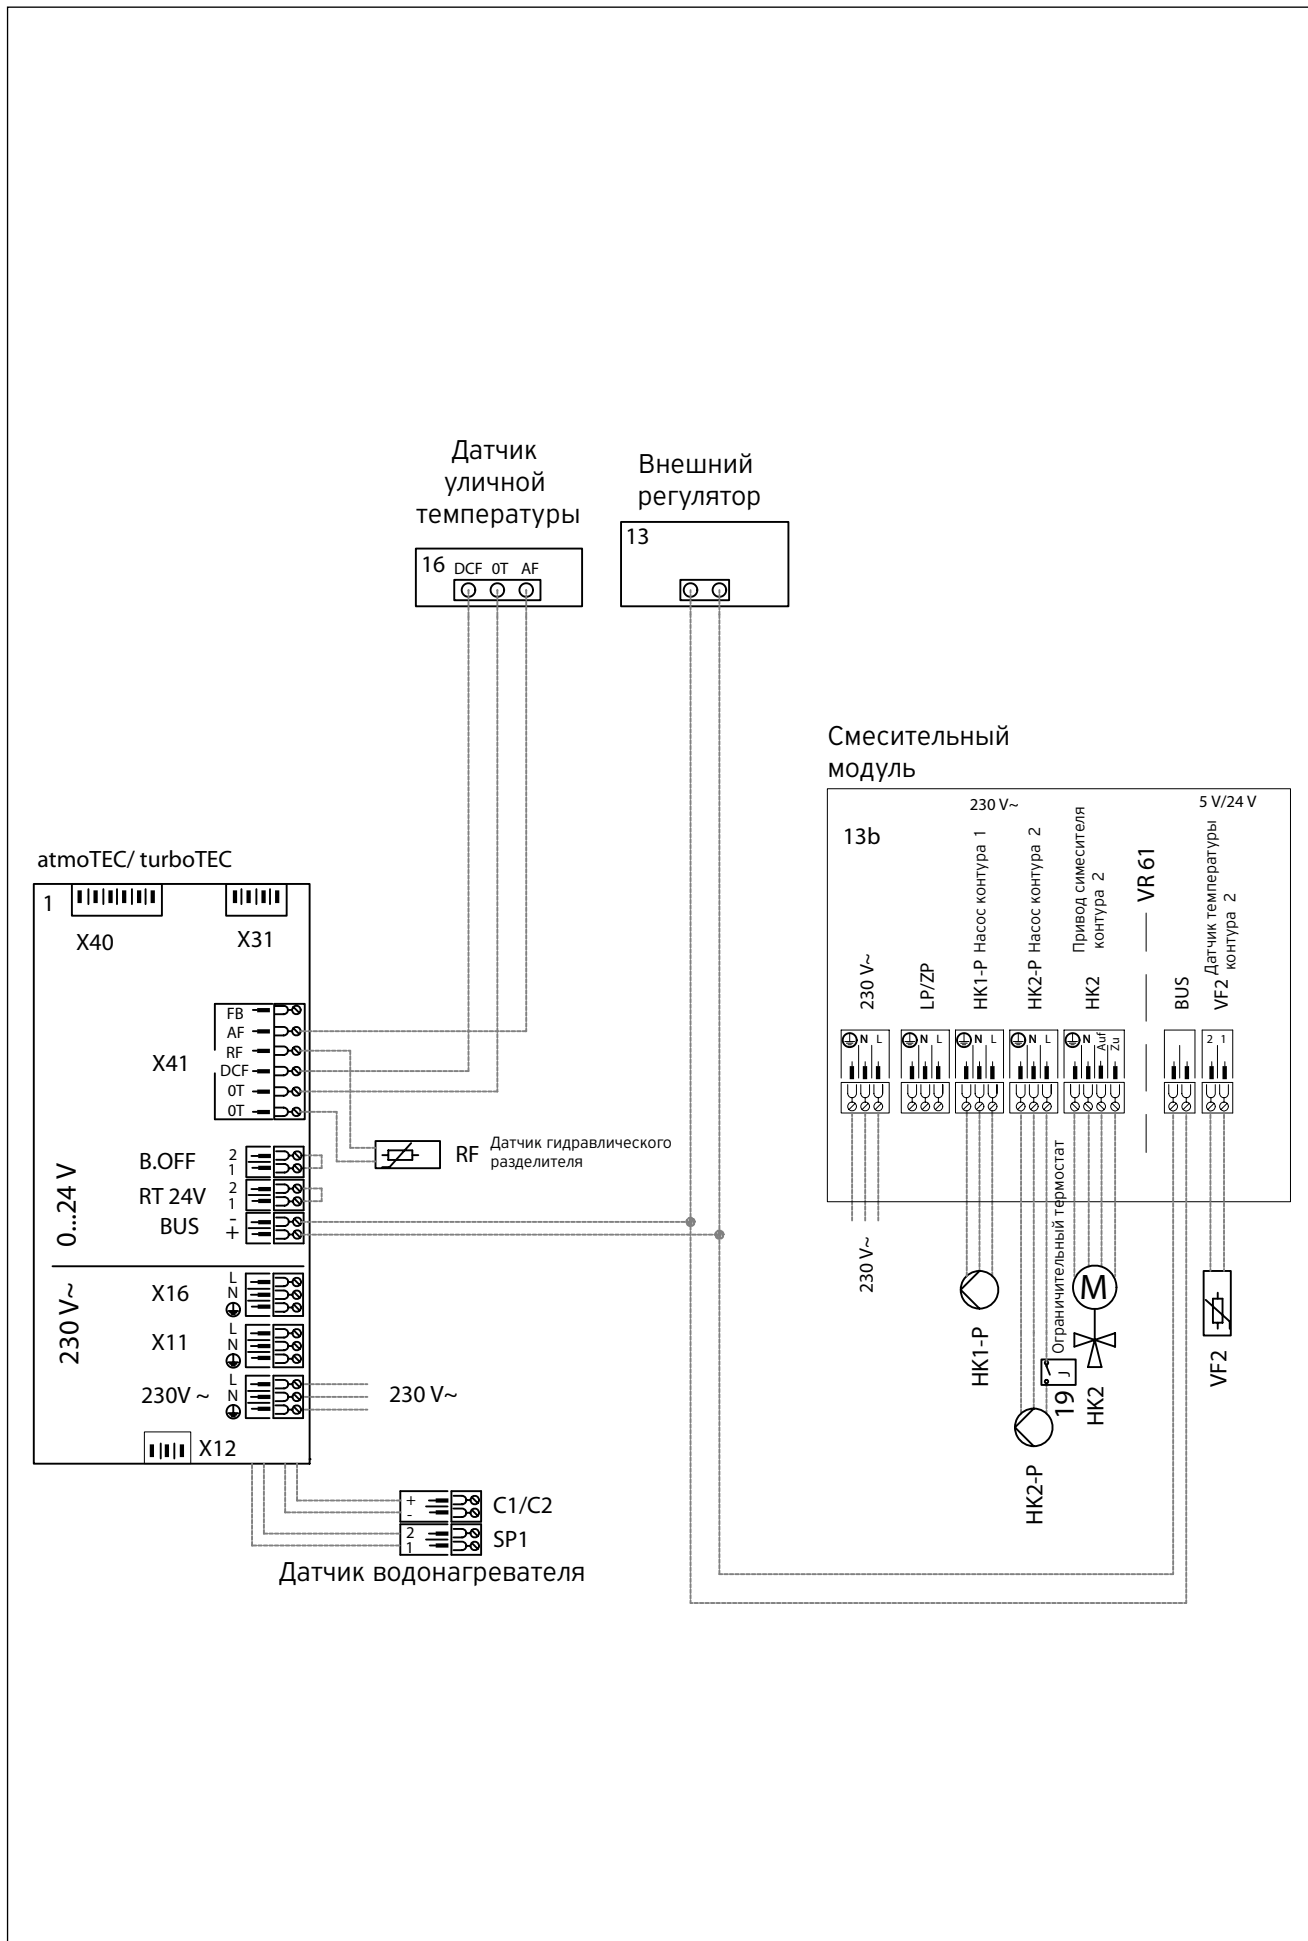 Датчик
уличной
температуры
Внешний
регулятор
16 DCF 0T AF
13
Смесительный
модуль
230 V~
5 V/24 V
13b
230 V~
LP/ZP
HK1-P Насос контура 1
HK2-P Насос контура 2
HK2 Привод симесителя
контура 2
VR 61
BUS
VF2 Датчик температуры
контура 2
N L
N L
N L
N L
N Auf Zu
2 1
atmoTEC/ turboTEC
1
X40
X31
X41
FB
AF
RF
DCF
0T
0T
RF Датчик гидравлического
разделителя
0...24 V
B.OFF 2
1
RT 24V 2
1
BUS -
+
230 V~
X16 L
N
X11 L
N
230V ~ L
N
230 V~
X12
+
-
C1/C2
2
1
SP1
Датчик водонагревателя
230 V~
HK1-P
HK2-P
19
Ограничительный термостат
M
HK2
VF2